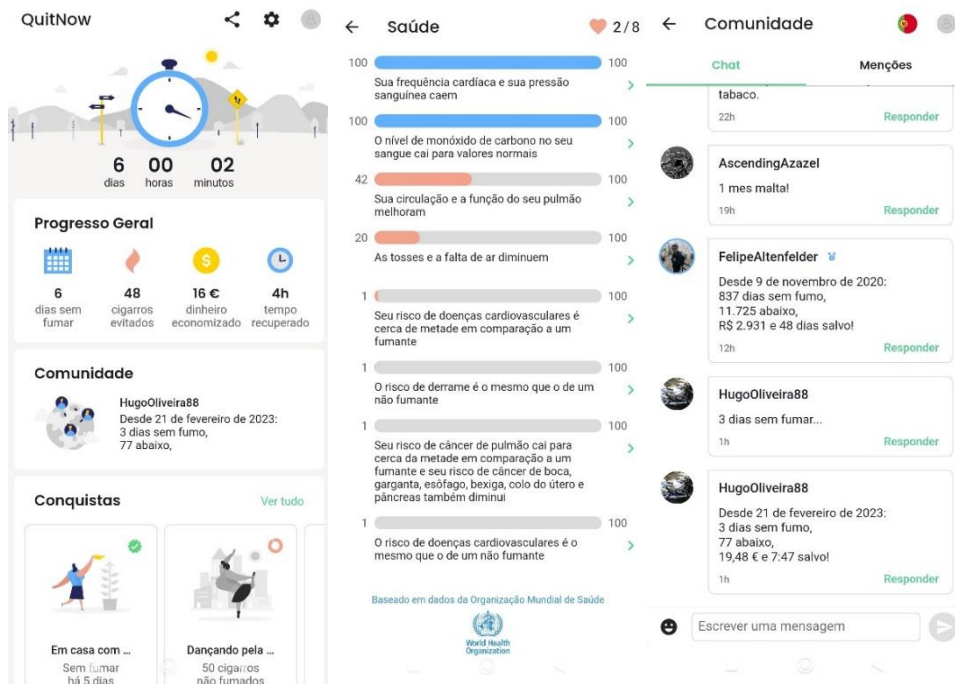 QuitNow
6 00 02
dias horas minutos
Progresso Geral
6 48 16 € 4h
dias sem cigarros dinheiro tempo
fumar evitados economizado recuperado
Comunidade
HugoOliveira88
Desde 21 de fevereiro de 2023:
3 dias sem fumo,
77 abaixo,
Conquistas Ver tudo
Em casa com ...
Sem fumar
há 5 dias
Dançando pela ...
50 cigarros
não fumados
Saúde 2/8
100 100
Sua frequência cardíaca e sua pressão
sanguínea caem
100 100
O nível de monóxido de carbono no seu
sangue cai para valores normais
42 100
Sua circulação e a função do seu pulmão
melhoram
20 100
As tosses e a falta de ar diminuem
1 100
Seu risco de doenças cardiovasculares é
cerca de metade em comparação a um
fumante
1 100
O risco de derrame é o mesmo que o de um
não fumante
1 100
Seu risco de câncer de pulmão cai para
cerca da metade em comparação a um
fumante e seu risco de câncer de boca,
garganta, esôfago, bexiga, colo do útero e
pâncreas também diminui
1 100
O risco de doenças cardiovasculares é o
mesmo que o de um não fumante
Baseado em dados da Organização Mundial de Saúde
World Health
Organization
Comunidade
Chat Menções
tabaco.
22h Responder
AscendingAzazel
1 mes malta!
19h Responder
FelipeAltenfelder
Desde 9 de novembro de 2020:
837 dias sem fumo,
11.725 abaixo,
R$ 2.931 e 48 dias salvo!
12h Responder
HugoOliveira88
3 dias sem fumar...
1h Responder
HugoOliveira88
Desde 21 de fevereiro de 2023:
3 dias sem fumo,
77 abaixo,
19,48 € e 7:47 salvo!
1h Responder
Escrever uma mensagem